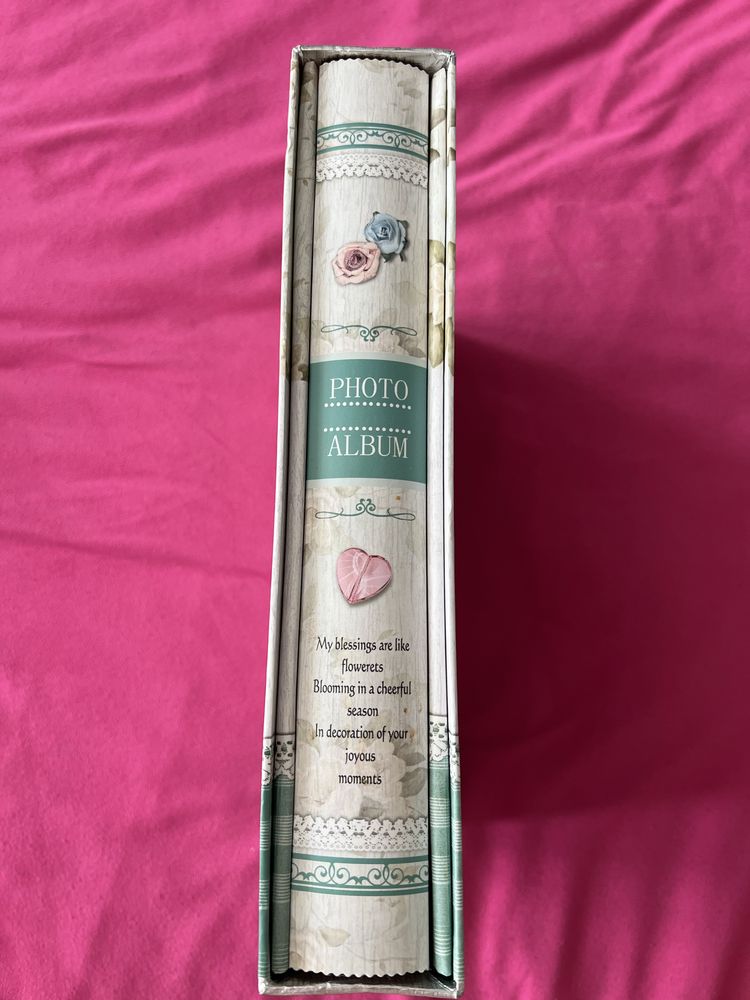 PHOTO
ALBUM
My blessings are like
flowerets
Blooming in a cheerful
season
In decoration of your
joyous
moments